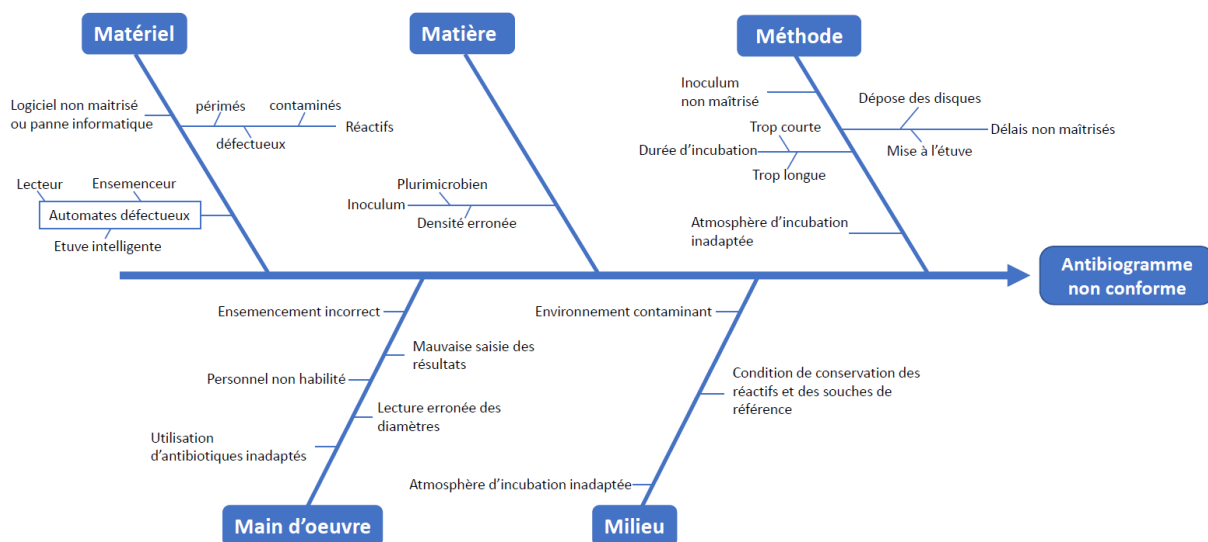 Matériel
Matière
Méthode
Logiciel non maitrisé
ou panne informatique
périmés
contaminés
Réactifs
défectueux
Lecteur
Ensemenceur
Automates défectueux
Etuve intelligente
Plurimicrobien
Inoculum
Densité erronée
Inoculum
non maîtrisé
Dépose des disques
Délais non maîtrisés
Mise à l’étuve
Trop courte
Durée d’incubation
Trop longue
Atmosphère d’incubation
inadaptée
Antibiogramme
non conforme
Ensemencement incorrect
Mauvaise saisie des
résultats
Personnel non habilité
Lecture erronée des
diamètres
Utilisation
d’antibiotiques inadaptés
Environnement contaminant
Condition de conservation des
réactifs et des souches de
référence
Atmosphère d’incubation inadaptée
Main d’oeuvre
Milieu